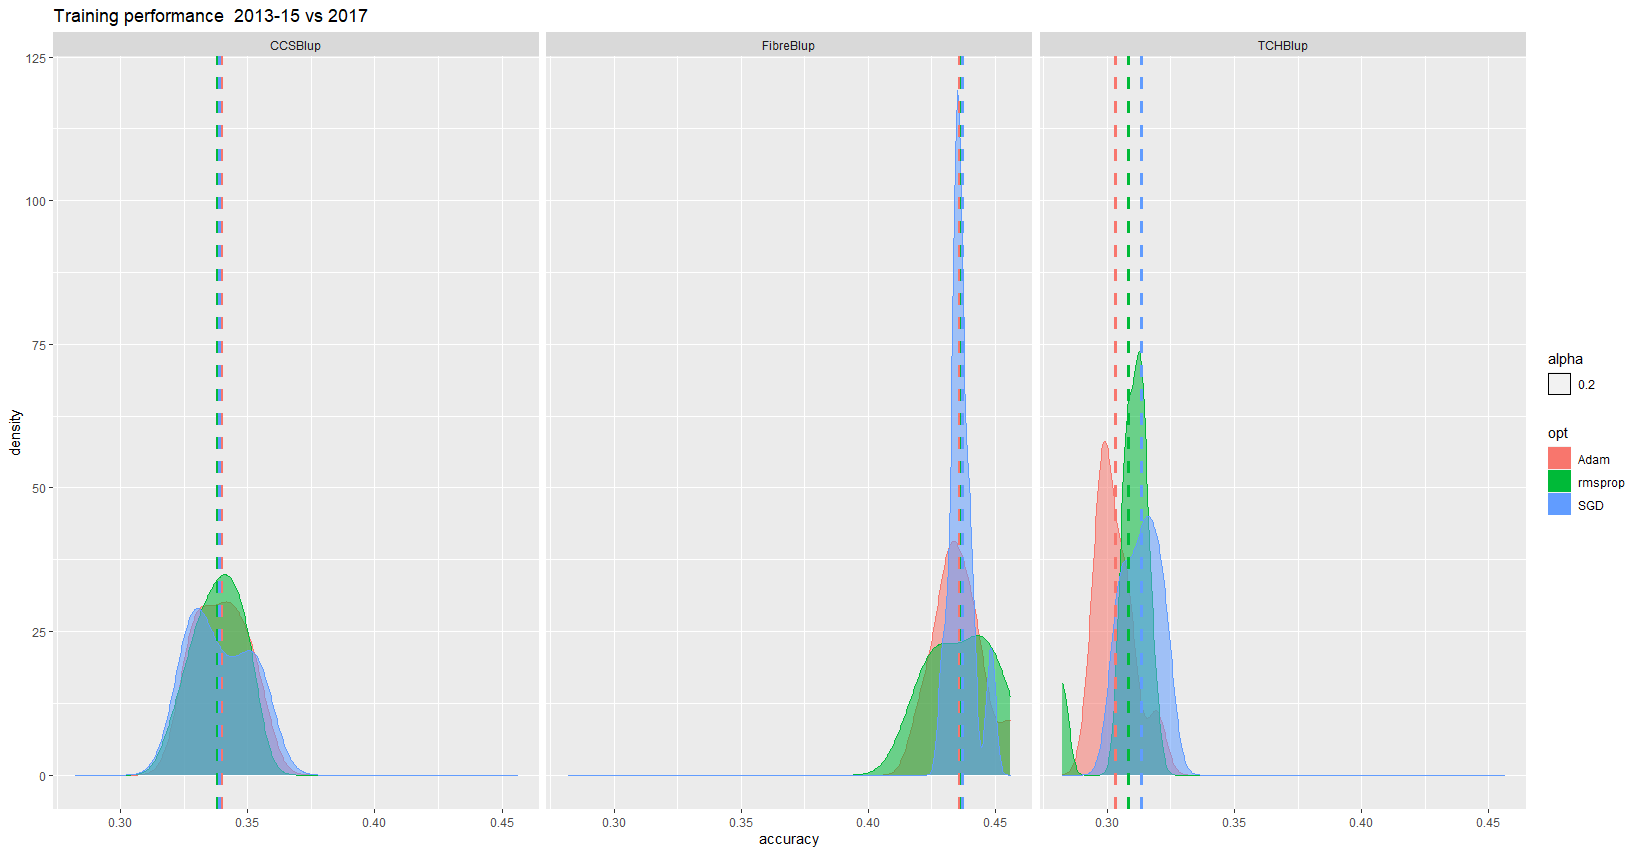 Training performance  2013-15 vs 2017
CCSBlup
FibreBlup
TCHBlup
125
100
75
50
25
0
density
0.30
0.35
0.40
0.45
0.30
0.35
0.40
0.45
0.30
0.35
0.40
0.45
accuracy
alpha
0.2
opt
Adam
rmsprop
SGD